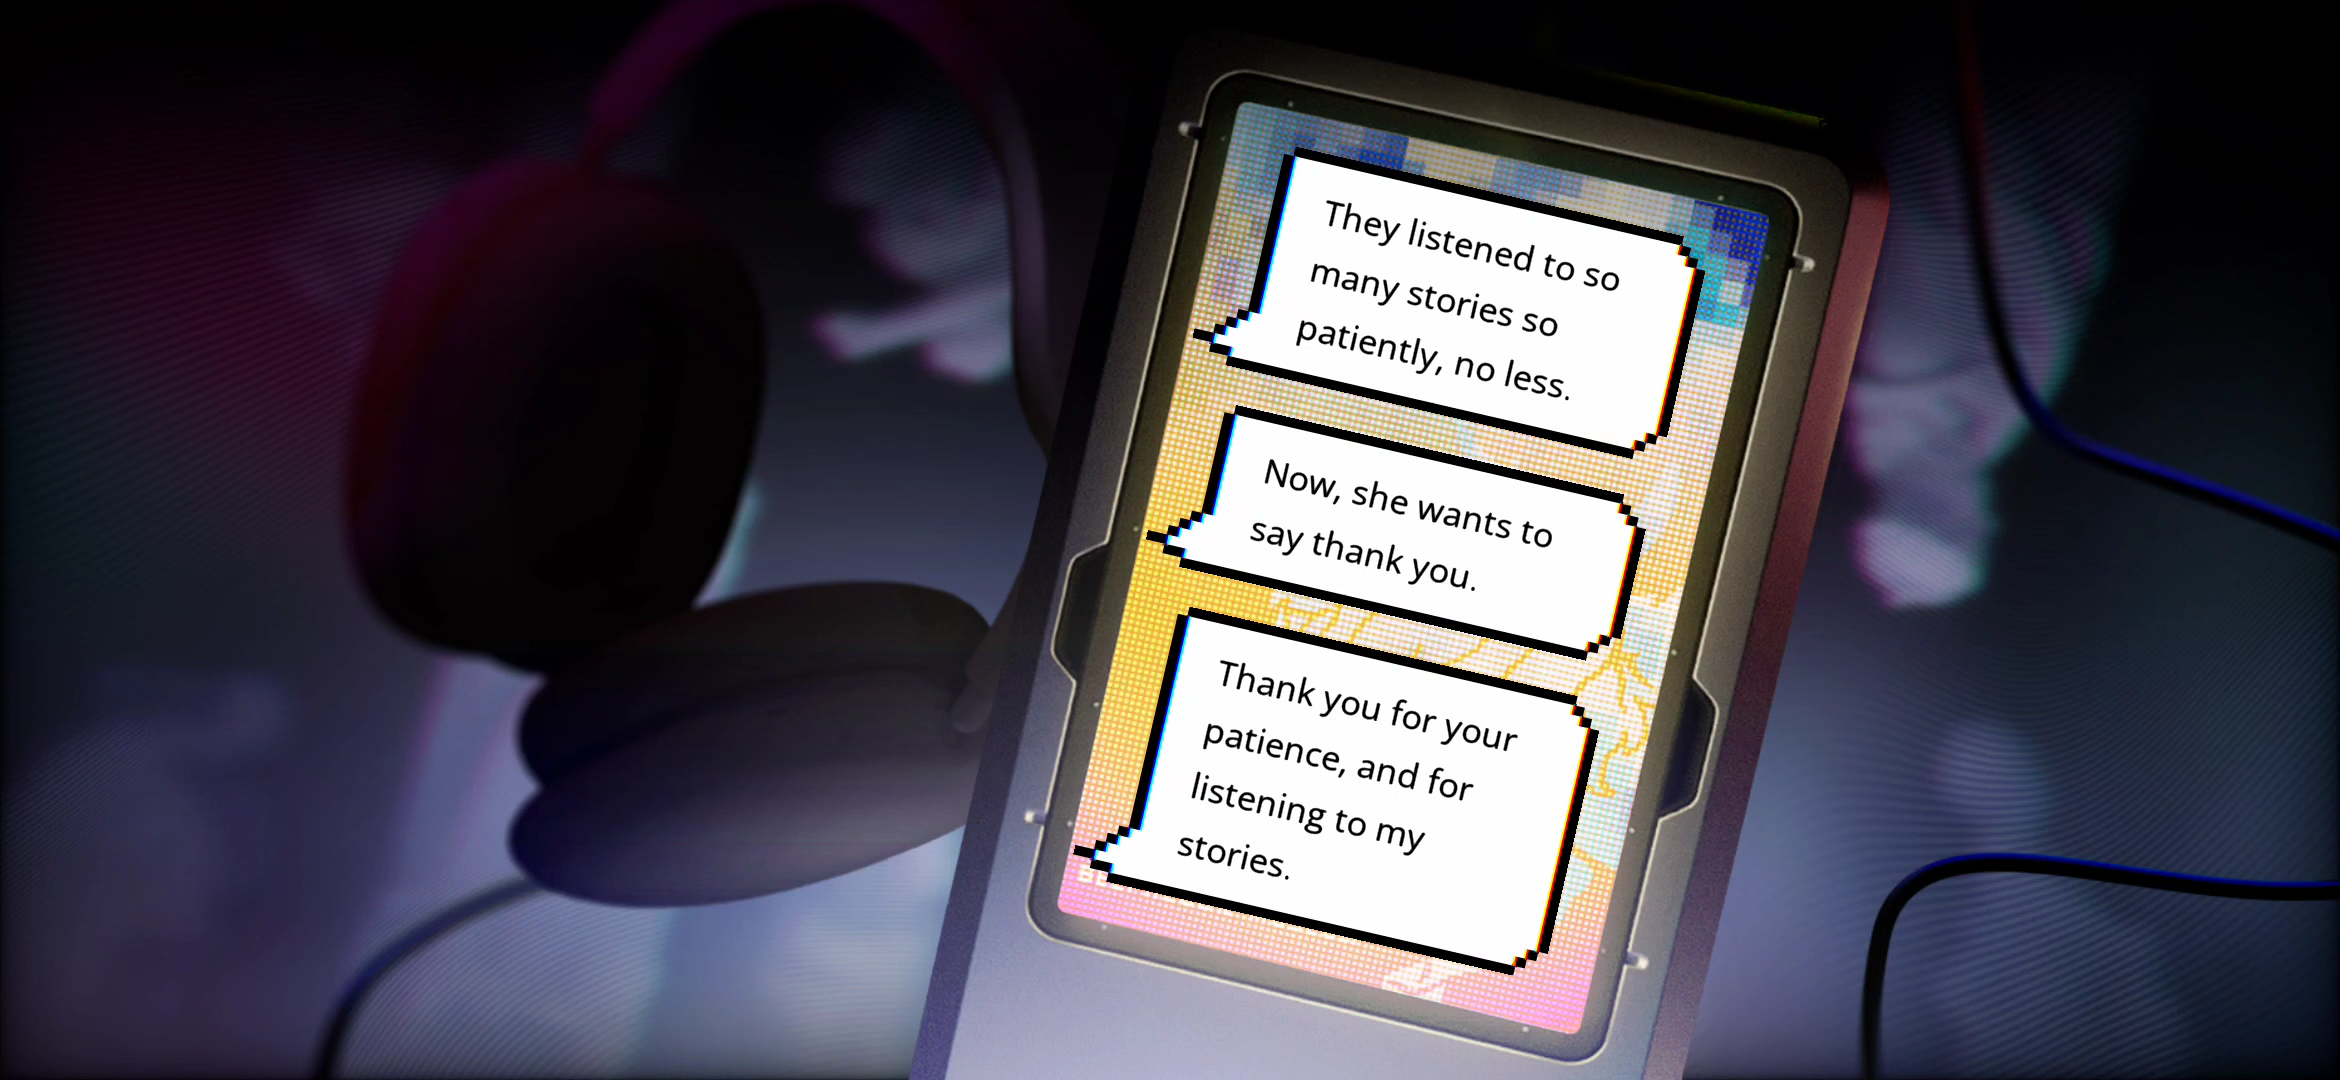 They listened to so
many stories so
patiently, no less.
Now, she wants to
say thank you.
Thank you for your
patience, and for
listening to my
stories.